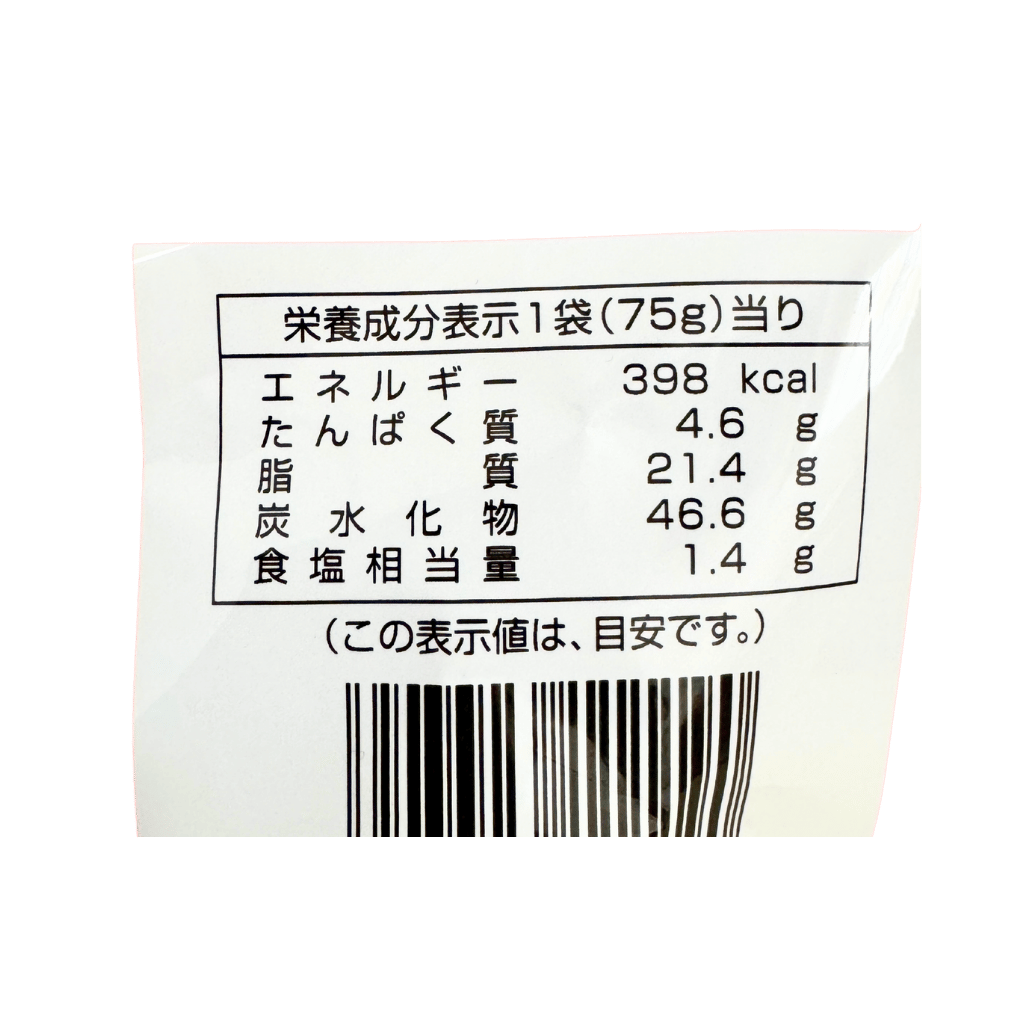 栄養成分表示1袋(75g)当り
エネルギー 398 kcal
たんぱく質 4.6 g
脂質 21.4 g
炭水化物 46.6 g
食塩相当量 1.4 g
(この表示値は、目安です。)